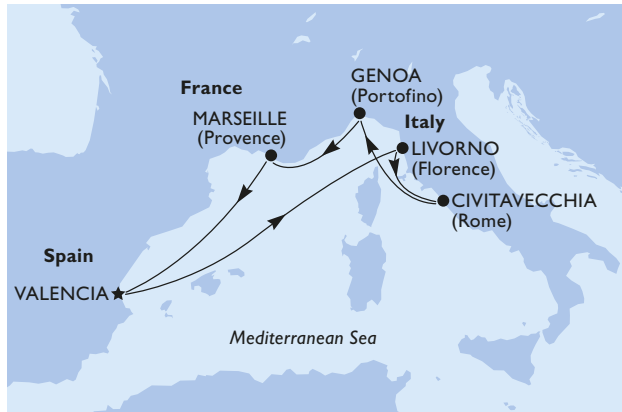 France
GENOA
(Portofino)
MARSEILLE
(Provence)
Italy
LIVORNO
(Florence)
CIVITAVECCHIA
(Rome)
Spain
VALENCIA
Mediterranean Sea